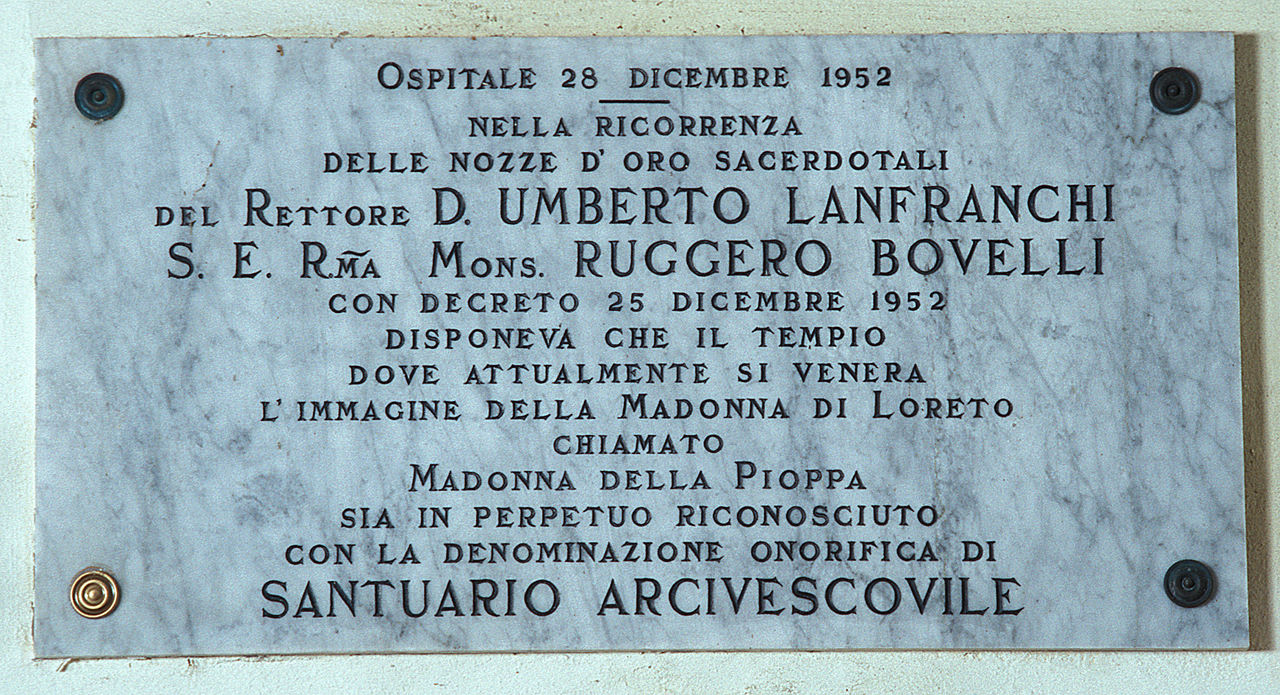 OSPITALE 28 DICEMBRE 1952
NELLA RICORRENZA
DELLE NOZZE D' ORO SACERDOTALI
DEL RETTORE D. UMBERTO LANFRANCHI
S. E. R.MA MONS. RUGGERO BOVELLI
CON DECRETO 25 DICEMBRE 1952
DISPONEVA CHE IL TEMPIO
DOVE ATTUALMENTE SI VENERA
L' IMMAGINE DELLA MADONNA DI LORETO
CHIAMATO
MADONNA DELLA PIOPPA
SIA IN PERPETUO RICONOSCIUTO
CON LA DENOMINAZIONE ONORIFICA DI
SANTUARIO ARCIVESCOVILE